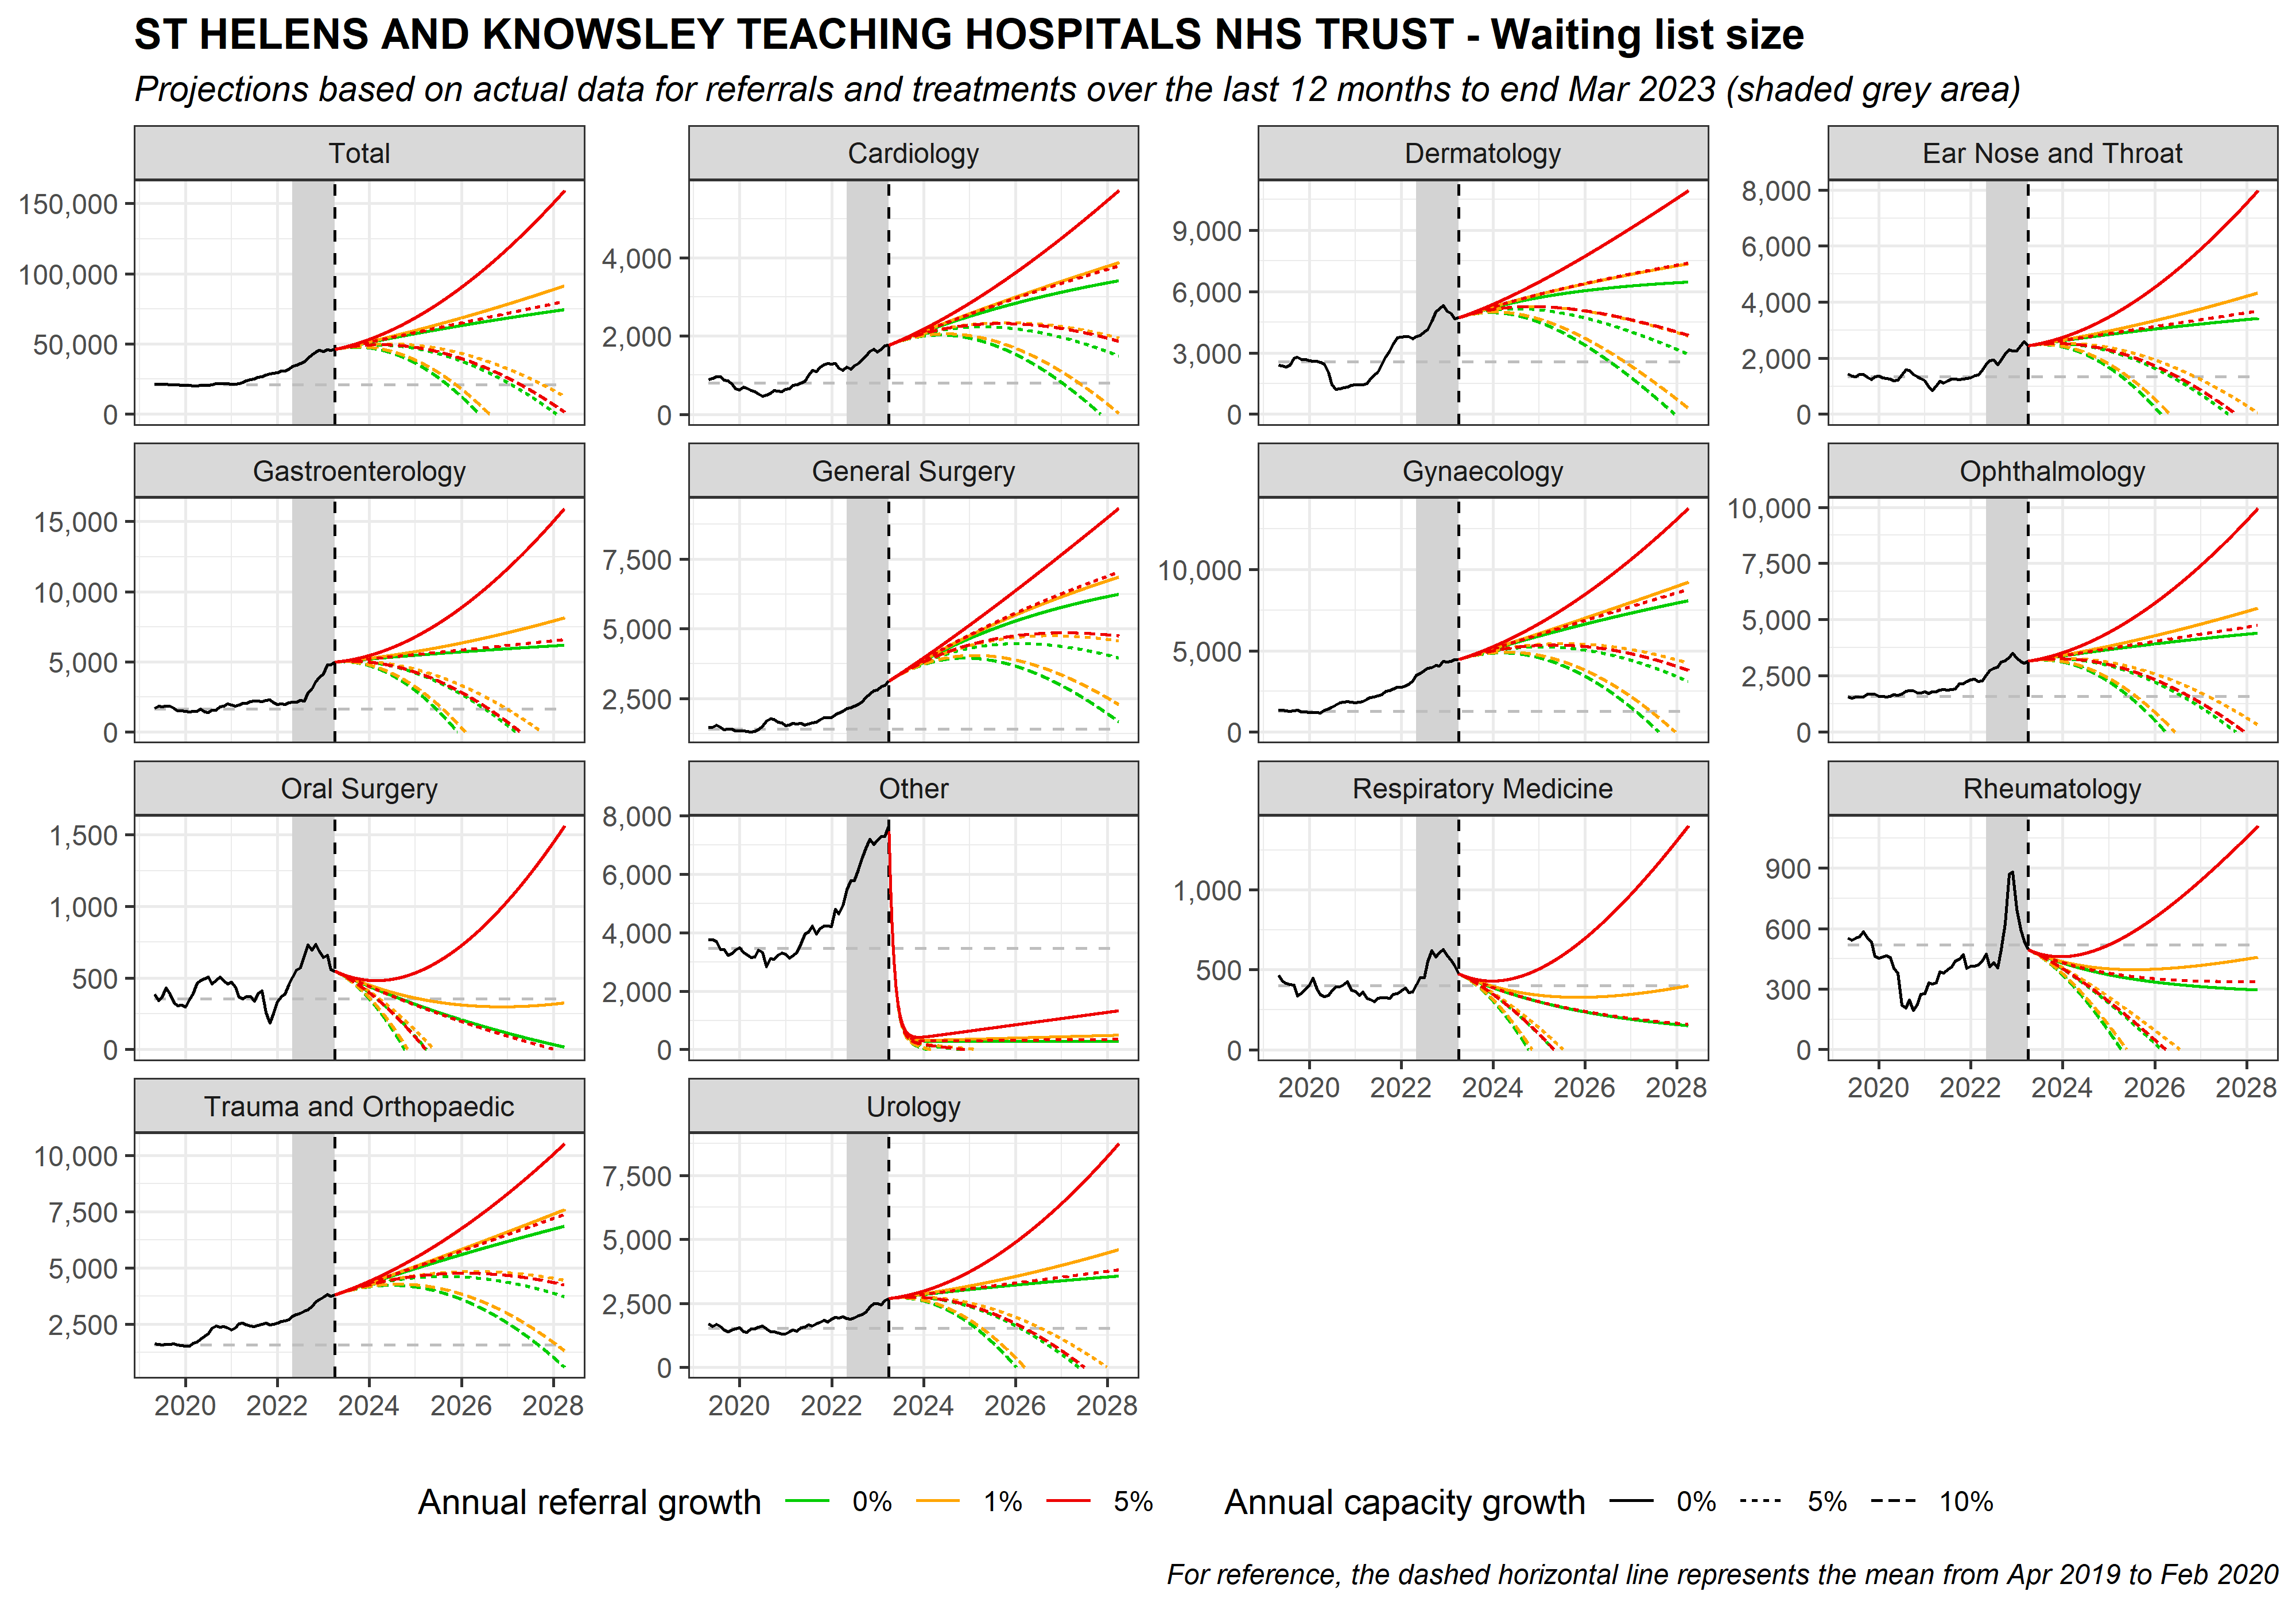 ST HELENS AND KNOWSLEY TEACHING HOSPITALS NHS TRUST - Waiting list size
Projections based on actual data for referrals and treatments over the last 12 months to end Mar 2023 (shaded grey area)
Total
150,000
100,000
50,000
0
Cardiology
4,000
2,000
0
Dermatology
9,000
6,000
3,000
0
Ear Nose and Throat
8,000
6,000
4,000
2,000
0
Gastroenterology
15,000
10,000
5,000
0
General Surgery
7,500
5,000
2,500
Gynaecology
10,000
5,000
0
Ophthalmology
10,000
7,500
5,000
2,500
0
Oral Surgery
1,500
1,000
500
0
Other
8,000
6,000
4,000
2,000
0
Respiratory Medicine
1,000
500
0
2020 2022 2024 2026 2028
Rheumatology
900
600
300
0
2020 2022 2024 2026 2028
Trauma and Orthopaedic
10,000
7,500
5,000
2,500
2020 2022 2024 2026 2028
Urology
7,500
5,000
2,500
0
2020 2022 2024 2026 2028
Annual referral growth 0% 1% 5%
Annual capacity growth 0% 5% 10%
For reference, the dashed horizontal line represents the mean from Apr 2019 to Feb 2020